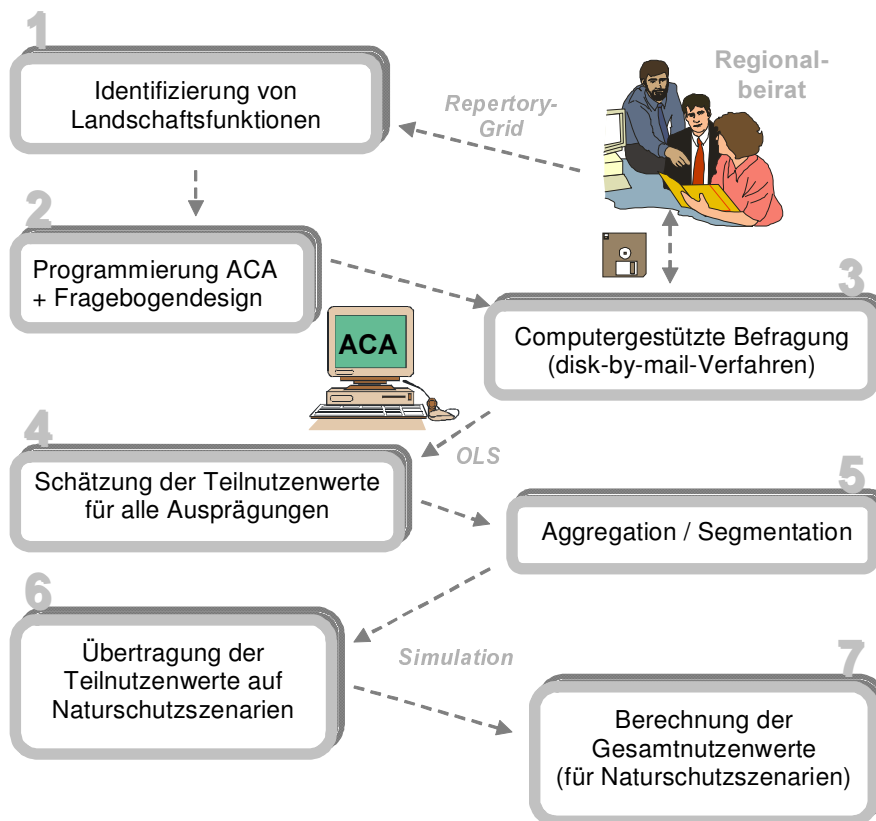 1
Identifizierung von
Landschaftsfunktionen
Repertory-
Grid
Regional-
beirat
2
Programmierung ACA
+ Fragebogendesign
ACA
3
Computergestützte Befragung
(disk-by-mail-Verfahren)
4
Schätzung der Teilnutzenwerte
für alle Ausprägungen
OLS
5
Aggregation / Segmentation
6
Übertragung der
Teilnutzenwerte auf
Naturschutzszenarien
Simulation
7
Berechnung der
Gesamtnutzenwerte
(für Naturschutzszenarien)